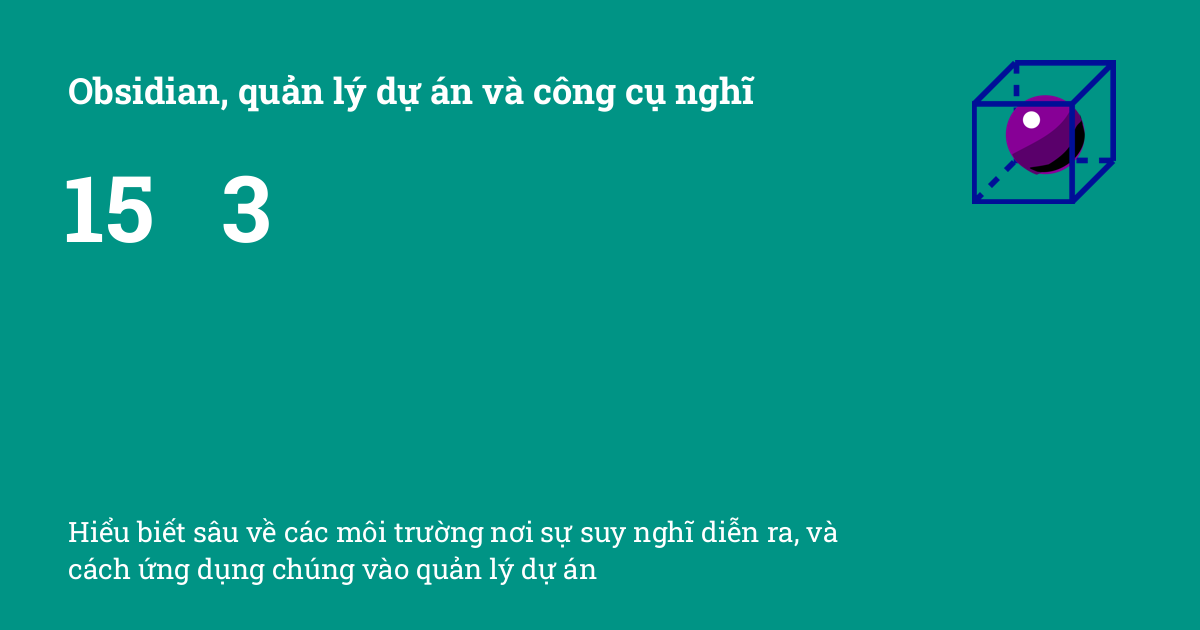 Obsidian, quản lý dự án và công cụ nghĩ
15 3
Hiểu biết sâu về các môi trường nơi sự suy nghĩ diễn ra, và
cách ứng dụng chúng vào quản lý dự án